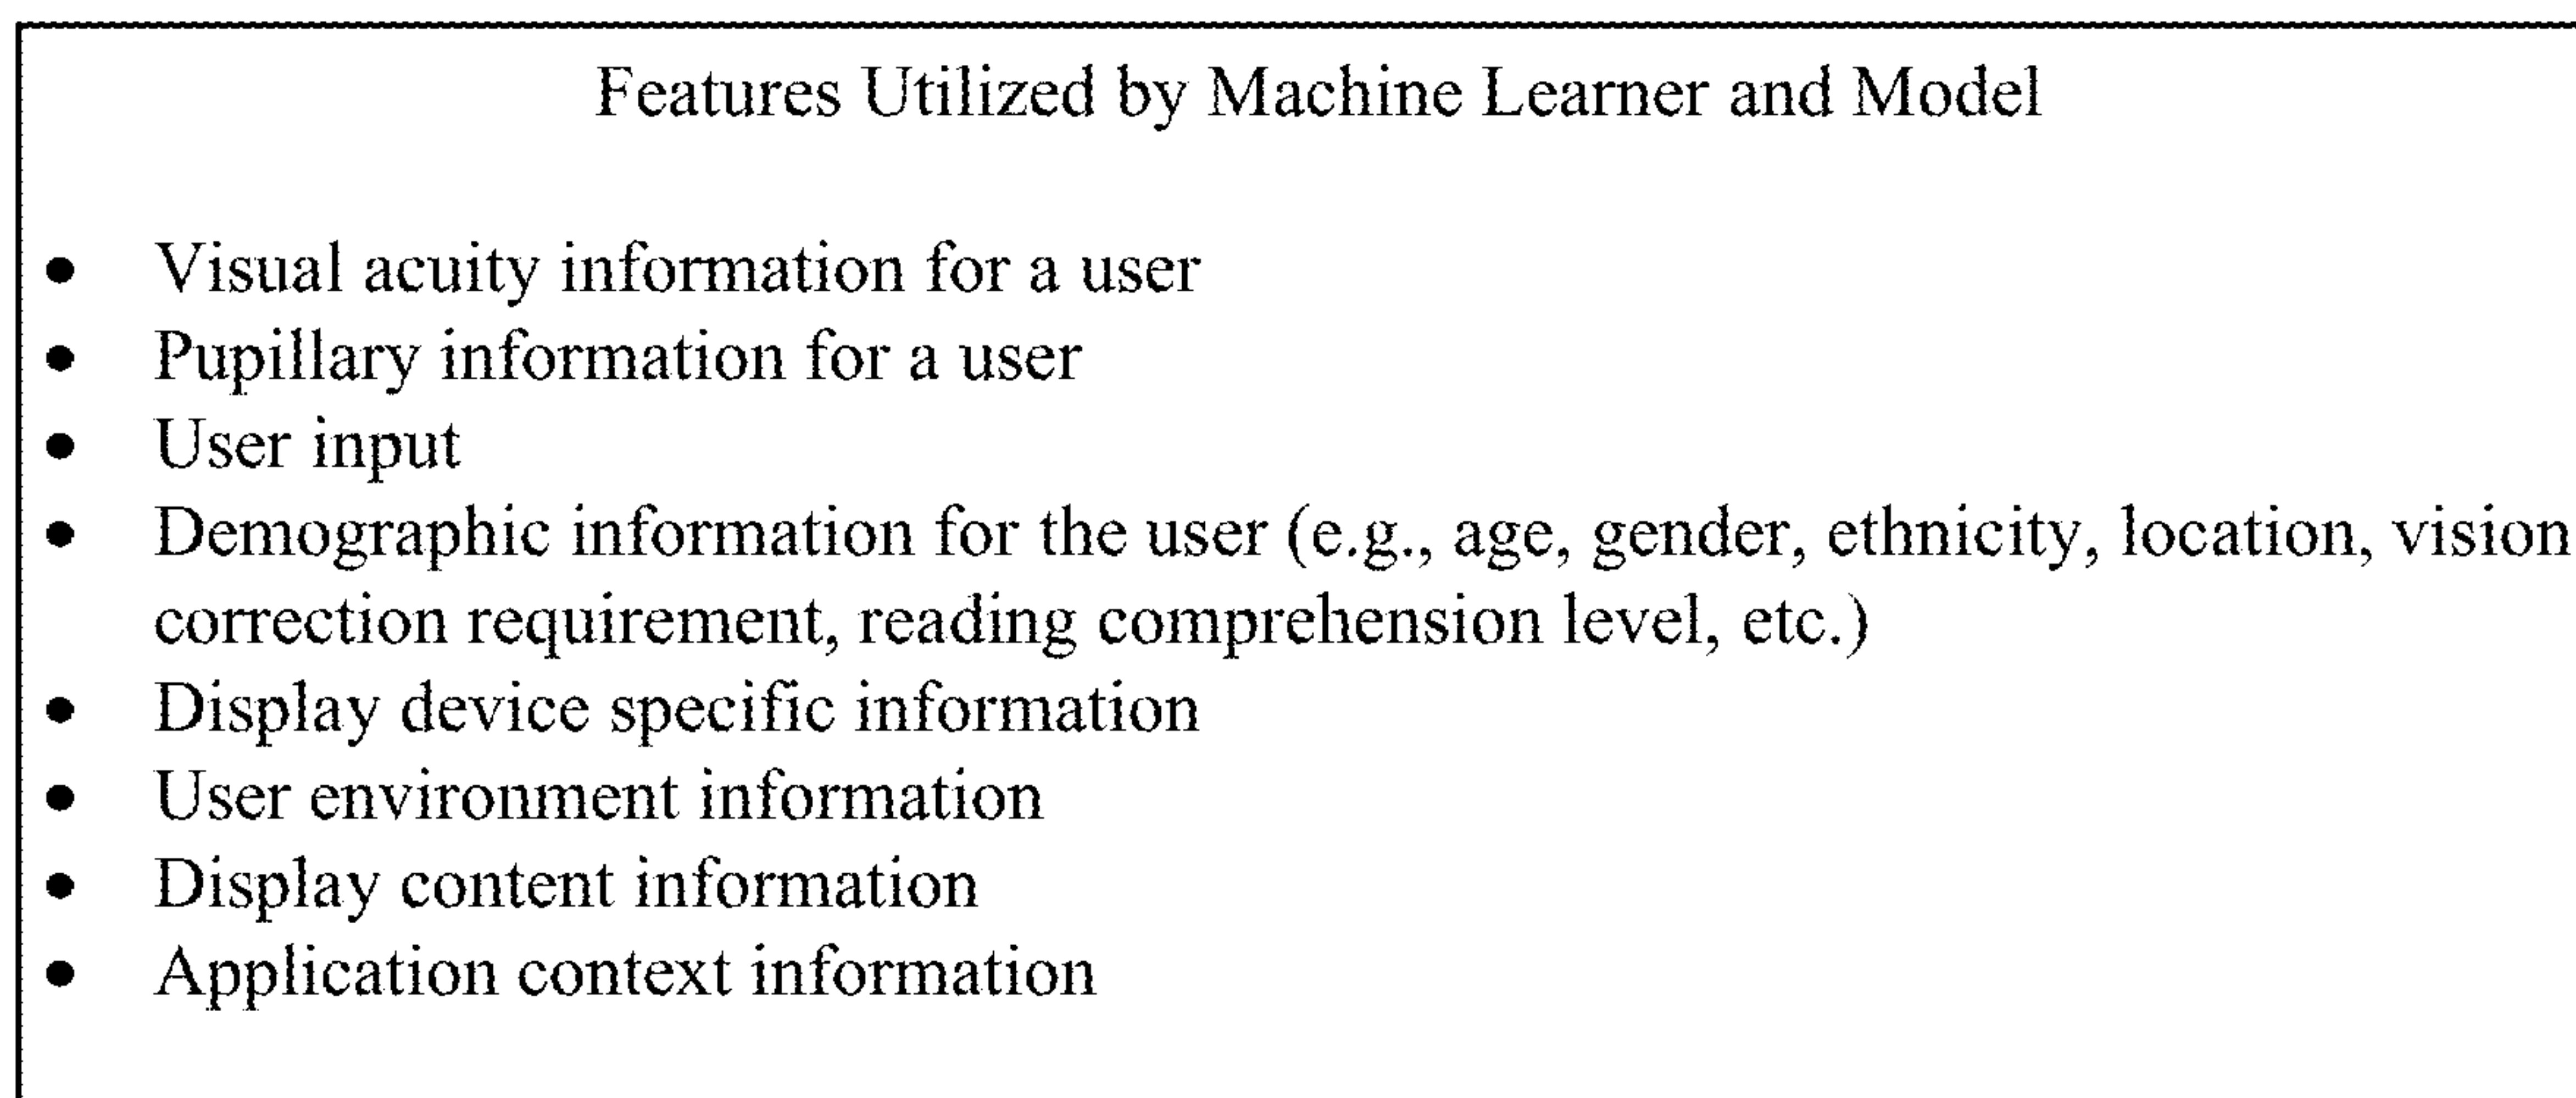 Features Utilized by Machine Learner and Model
• Visual acuity information for a user
• Pupillary information for a user
• User input
• Demographic information for the user (e.g., age, gender, ethnicity, location, vision
correction requirement, reading comprehension level, etc.)
• Display device specific information
• User environment information
• Display content information
• Application context information